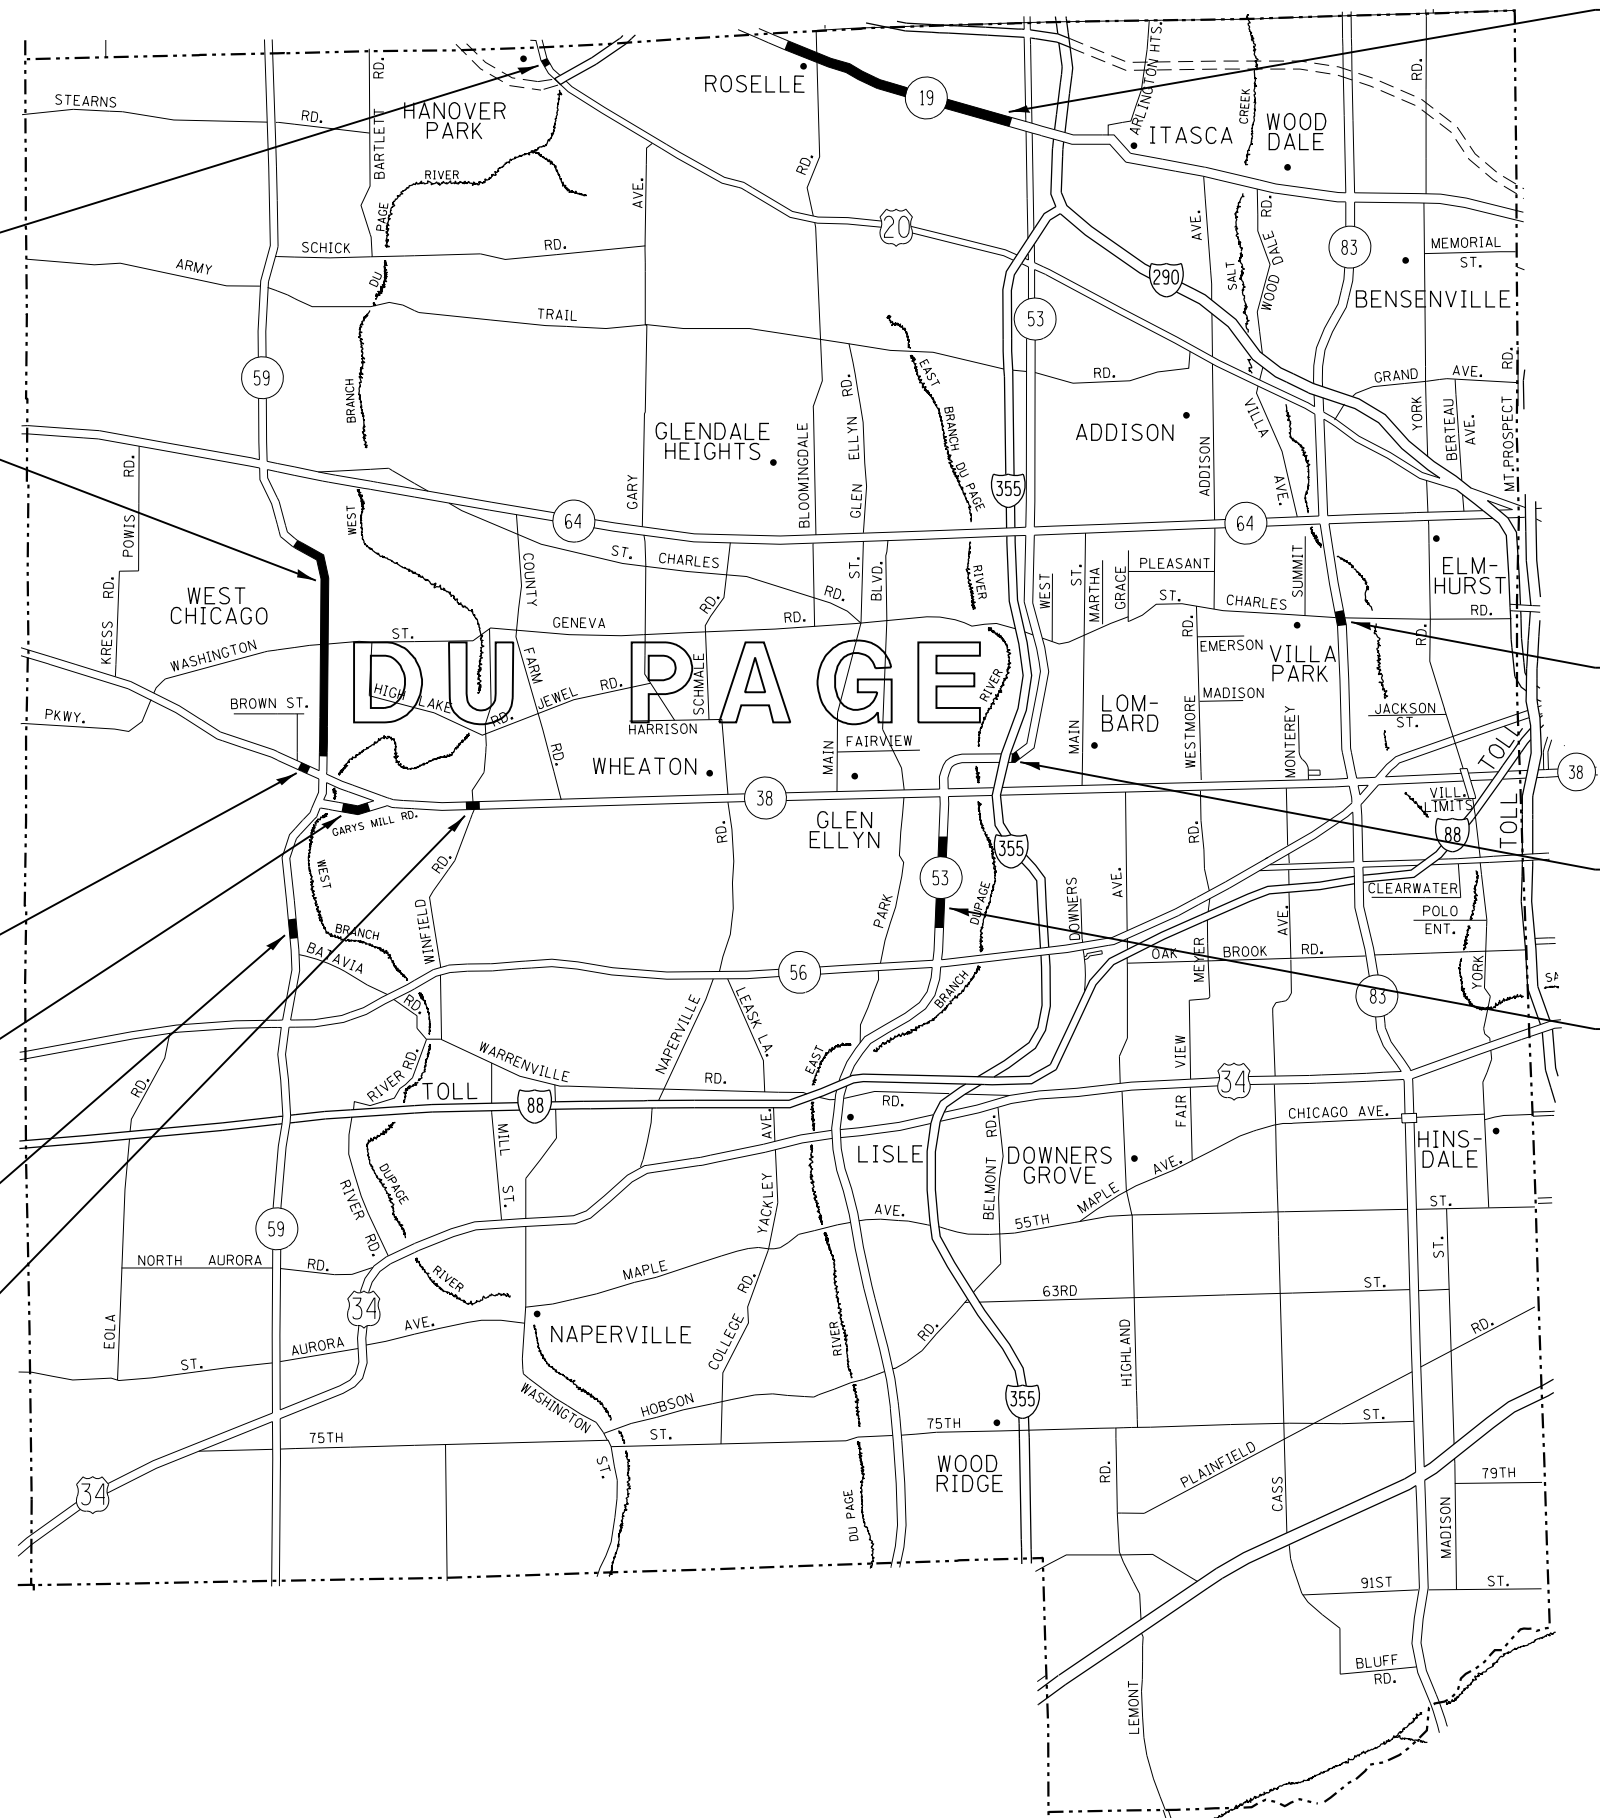 ROSELLE
19
ARLINGTON HTS.
CREEK
RD.
WOOD
DALE
ITASCA
STEARNS
RD.
BARTLETT
RD.
HANOVER
PARK
RIVER
PAGE
DU
AVE.
RD.
20
AVE.
SALT
WOOD DALE RD.
83
MEMORIAL
ST.
290
BENSENVILLE
SCHICK
RD.
ARMY
TRAIL
RD.
53
59
BRANCH
WEST
EAST
BRANCH DU PAGE
RIVER
GRAND
AVE.
YORK
BERTEAU
AVE.
MT.PROSPECT
RD.
VILLA
AVE.
GLENDALE
HEIGHTS
ADDISON
ADDISON
BLOOMINGDALE
GLEN
ELLYN
RD.
GARY
355
64
64
POWIS
RD.
KRESS
RD.
WEST
CHICAGO
WASHINGTON
ST.
COUNTY
FARM
RD.
ST.
CHARLES
RD.
RD.
GENEVA
RD.
ST.
BLVD.
WEST
ST.
MARTHA
GRACE
PLEASANT
SUMMIT
ST.
CHARLES
RD.
ELM-
HURST
RD.
RD.
EMERSON
MADISON
VILLA
PARK
DU PAGE
PKWY.
BROWN ST.
HIGH LAKE
RD.
JEWEL
RD.
SCHMALE
HARRISON
RIVER
LOM-
BARD
MAIN
WESTMORE
MONTEREY
JACKSON
ST.
FAIRVIEW
MAIN
WHEATON
38
38
TOLL
TOLL
VILL.
LIMITS
88
GLEN
ELLYN
GARYS MILL RD.
WEST
BRANCH
BATAVIA
RD.
WINFIELD
RD.
RD.
PARK
53
355
DUPAGE
BRANCH
EAST
DOWNERS
AVE.
RD.
MEYER
AVE.
CLEARWATER
POLO
ENT.
OAK
BROOK
RD.
YORK
56
83
NAPERVILLE
LEASK LA.
WARRENVILLE
RD.
RD.
RD.
RIVER RD.
TOLL
88
MILL
ST.
FAIR VIEW
34
AVE.
CHICAGO AVE.
HINS-
DALE
LISLE
DOWNERS
GROVE
BELMONT
RD.
MAPLE
AVE.
55TH
ST.
ST.
DUPAGE
RIVER
RD.
RIVER
YACKLEY
AVE.
59
NORTH
AURORA
RD.
MAPLE
63RD
ST.
34
EOLA
RD.
AURORA
AVE.
ST.
NAPERVILLE
COLLEGE
RD.
RIVER
RD.
HIGHLAND
RD.
HOBSON
WASHINGTON
ST.
355
75TH
ST.
75TH
ST.
WOOD
RIDGE
34
DU PAGE
RD.
PLAINFIELD
CASS
79TH
MADISON
91ST
ST.
BLUFF
RD.
LEMONT